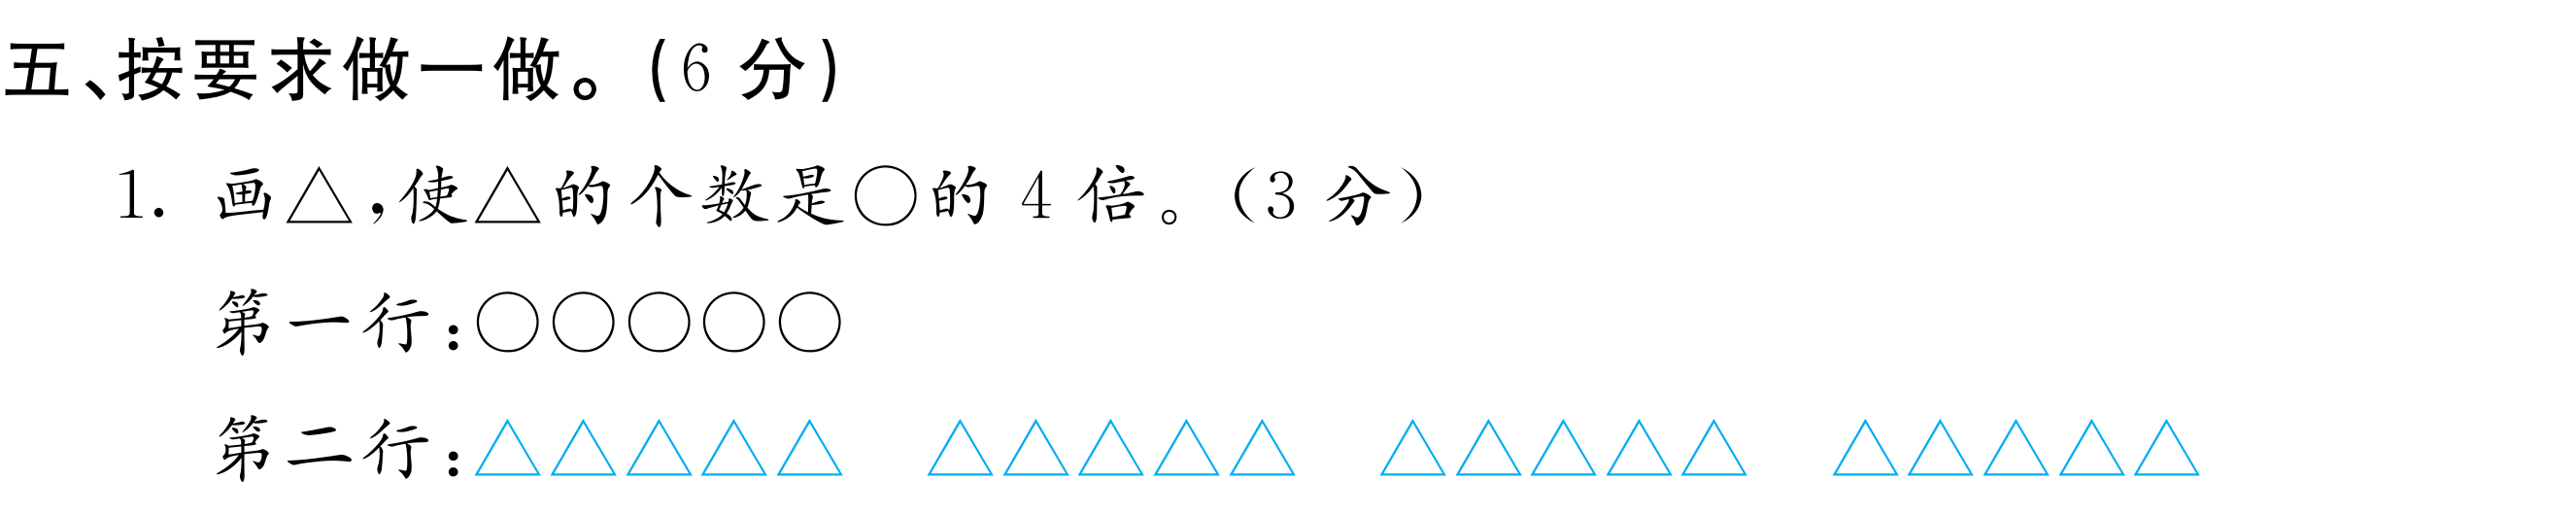 五、按要求做一做。(6 分)
1. 画△,使△的个数是○的 4 倍。(3 分)
第一行:○○○○○
第二行:△△△△△ △△△△△ △△△△△ △△△△△